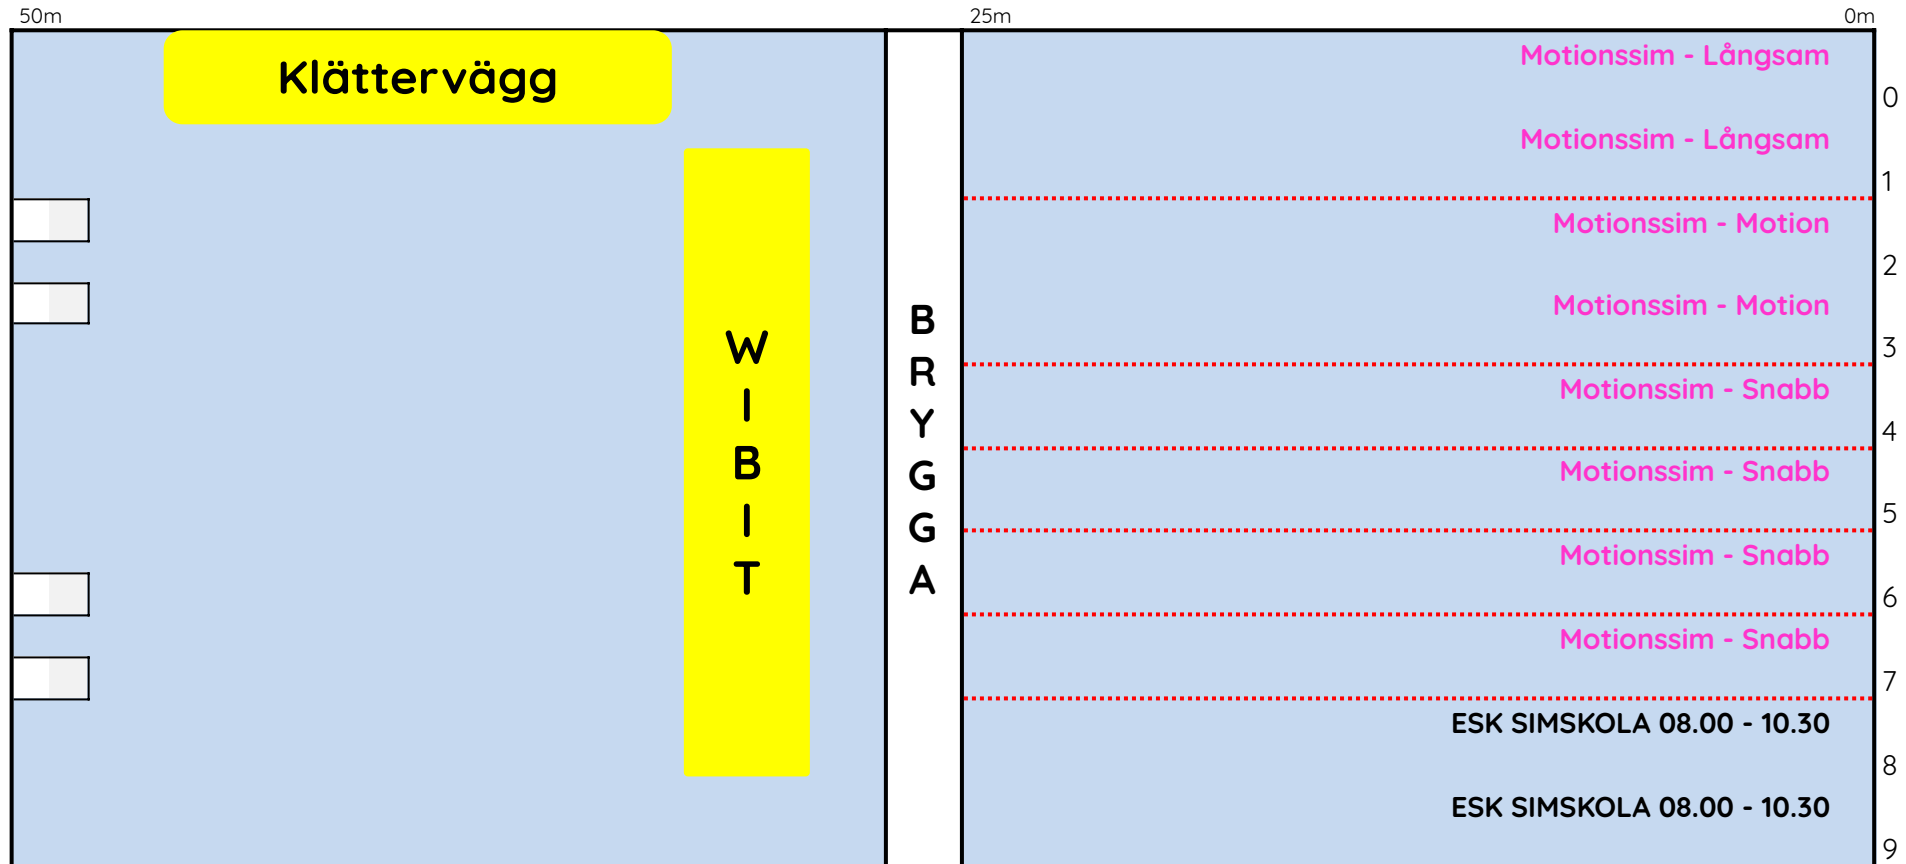 50m
25m
0m
Klättervägg
WIBIT
BRYGGA
Motionssim - Långsam
0
Motionssim - Långsam
1
Motionssim - Motion
2
Motionssim - Motion
3
Motionssim - Snabb
4
Motionssim - Snabb
5
Motionssim - Snabb
6
Motionssim - Snabb
7
ESK SIMSKOLA 08.00 - 10.30
8
ESK SIMSKOLA 08.00 - 10.30
9